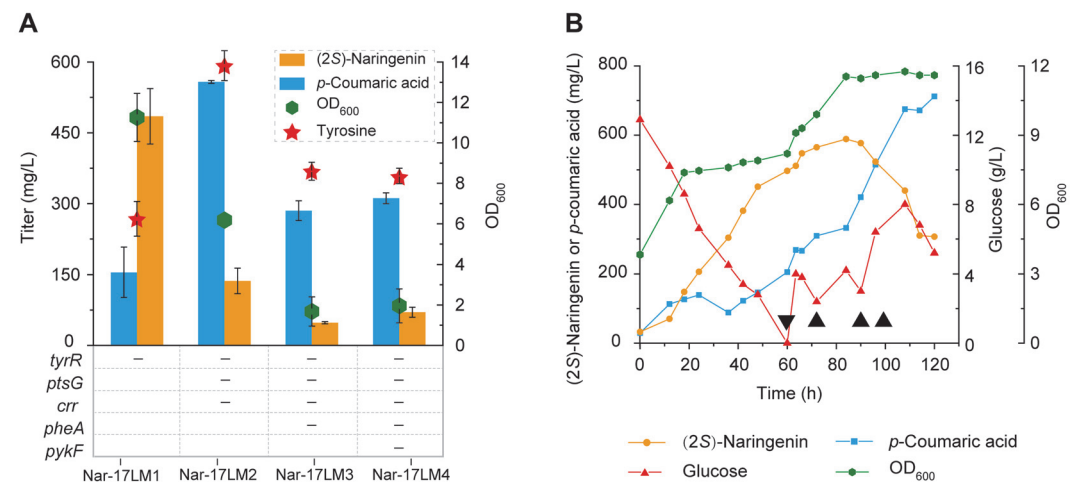 A
600
450
300
150
0
Titer (mg/L)
14
12
10
8
6
4
2
0
OD600
(2S)-Naringenin
p-Coumaric acid
OD600
Tyrosine
tyrR –
ptsG – – –
crr – – –
pheA – –
pykF –
Nar-17LM1 Nar-17LM2 Nar-17LM3 Nar-17LM4
B
800
600
400
200
0
(2S)-Naringenin or p-coumaric acid (mg/L)
16
12
8
4
0
Glucose (g/L)
12
9
6
3
0
OD600
0 20 40 60 80 100 120
Time (h)
(2S)-Naringenin
p-Coumaric acid
Glucose
OD600